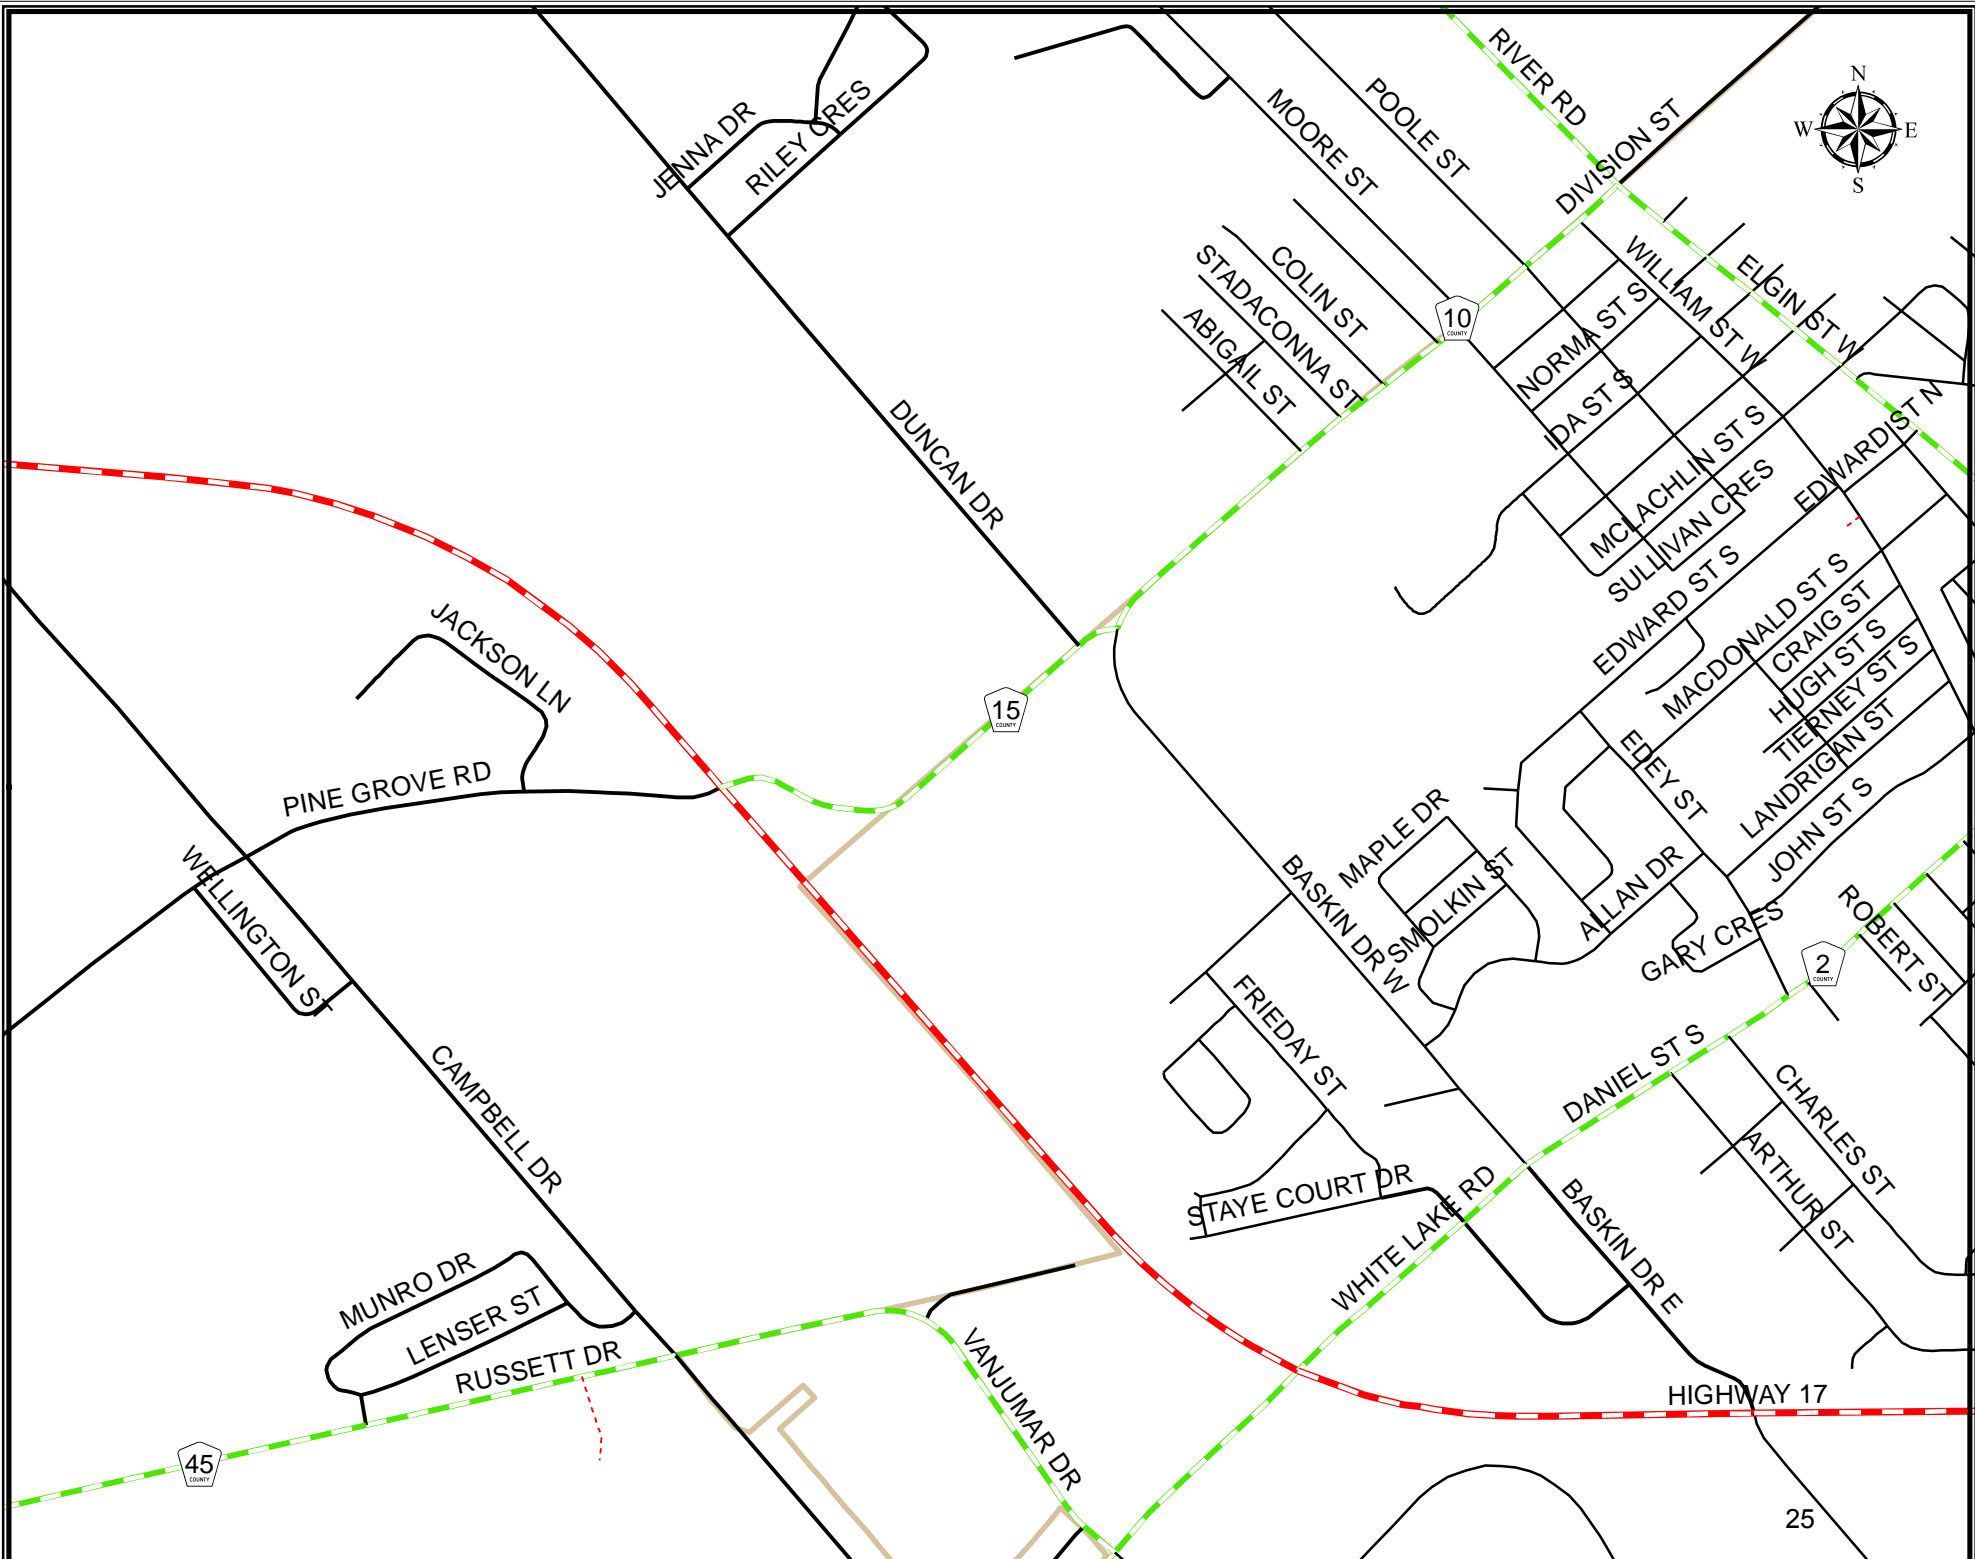 RIVER RD
N
W
E
S
JENNA DR
RILEY CRES
MOORE ST
POOLE ST
DIVISION ST
COLIN ST
STADACONNA ST
ABIGAIL ST
WILLIAM ST W
ELGIN ST W
10
COUNTY
NORMA ST S
IDA ST S
DUNCAN DR
MCLACHLIN ST S
SULLIVAN CRES
EDWARD ST N
EDWARD ST S
MACDONALD ST S
CRAIG ST
HUGH ST S
TIERNEY ST S
LANDRIGAN ST
JOHN ST S
JACKSON LN
15
COUNTY
PINE GROVE RD
EDEY ST
MAPLE DR
SMOLKIN ST
ALLAN DR
GARY CRES
ROBERT ST
WELLINGTON ST
BASKIN DR W
2
COUNTY
FRIEDAY ST
CAMPBELL DR
DANIEL ST S
CHARLES ST
ARTHUR ST
STAYE COURT DR
WHITE LAKE RD
BASKIN DR E
MUNRO DR
LENSER ST
RUSSETT DR
VANJUMAR DR
HIGHWAY 17
45
COUNTY
25